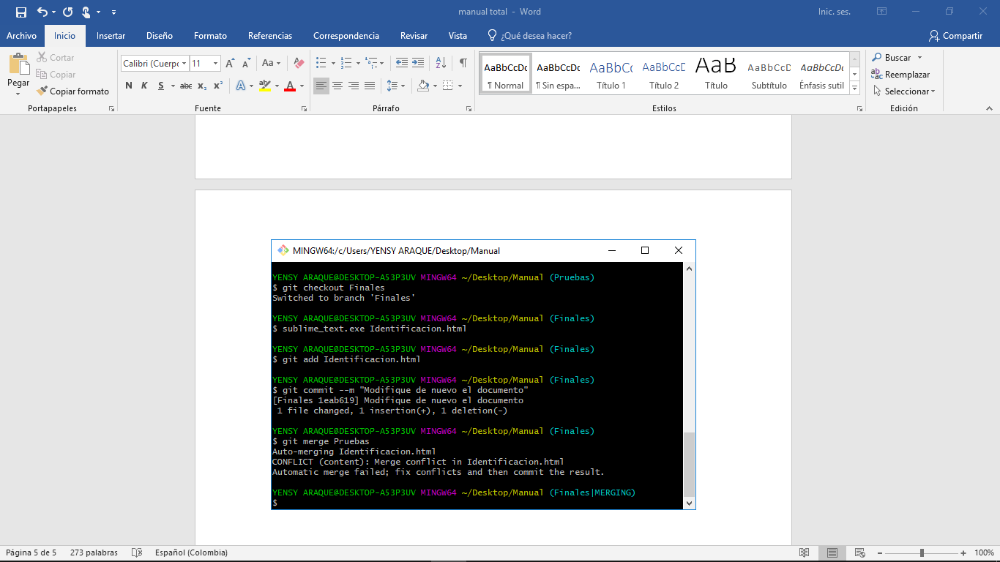 manual total - Word
Inic. ses.
Archivo Inicio Insertar Diseño Formato Referencias Correspondencia Revisar Vista ¿Qué desea hacer? Compartir
Pegar
Cortar
Copiar
Copiar formato
Portapapeles
Calibri (Cuerpo 11
Aa
N K S abc x₂ x²
A A
Fuente
Párrafo
AaBbCcDc AaBbCcDc AaBbCc AaBbCcD AaB AaBbCcD AaBbCcDc
¶ Normal ¶ Sin espa... Título 1 Título 2 Título Subtítulo Énfasis sutil
Estilos
Buscar
Reemplazar
Seleccionar
Edición
MINGW64:/c/Users/YENSY ARAQUE/Desktop/Manual
YENSY ARAQUE@DESKTOP-A53P3UV MINGW64 ~/Desktop/Manual (Pruebas)
$ git checkout Finales
Switched to branch 'Finales'
YENSY ARAQUE@DESKTOP-A53P3UV MINGW64 ~/Desktop/Manual (Finales)
$ sublime_text.exe Identificacion.html
YENSY ARAQUE@DESKTOP-A53P3UV MINGW64 ~/Desktop/Manual (Finales)
$ git add Identificacion.html
YENSY ARAQUE@DESKTOP-A53P3UV MINGW64 ~/Desktop/Manual (Finales)
$ git commit --m "Modifique de nuevo el documento"
[Finales 1eab619] Modifique de nuevo el documento
1 file changed, 1 insertion(+), 1 deletion(-)
YENSY ARAQUE@DESKTOP-A53P3UV MINGW64 ~/Desktop/Manual (Finales)
$ git merge Pruebas
Auto-merging Identificacion.html
CONFLICT (content): Merge conflict in Identificacion.html
Automatic merge failed; fix conflicts and then commit the result.
YENSY ARAQUE@DESKTOP-A53P3UV MINGW64 ~/Desktop/Manual (Finales|MERGING)
$
Página 5 de 5 273 palabras Español (Colombia) 100%